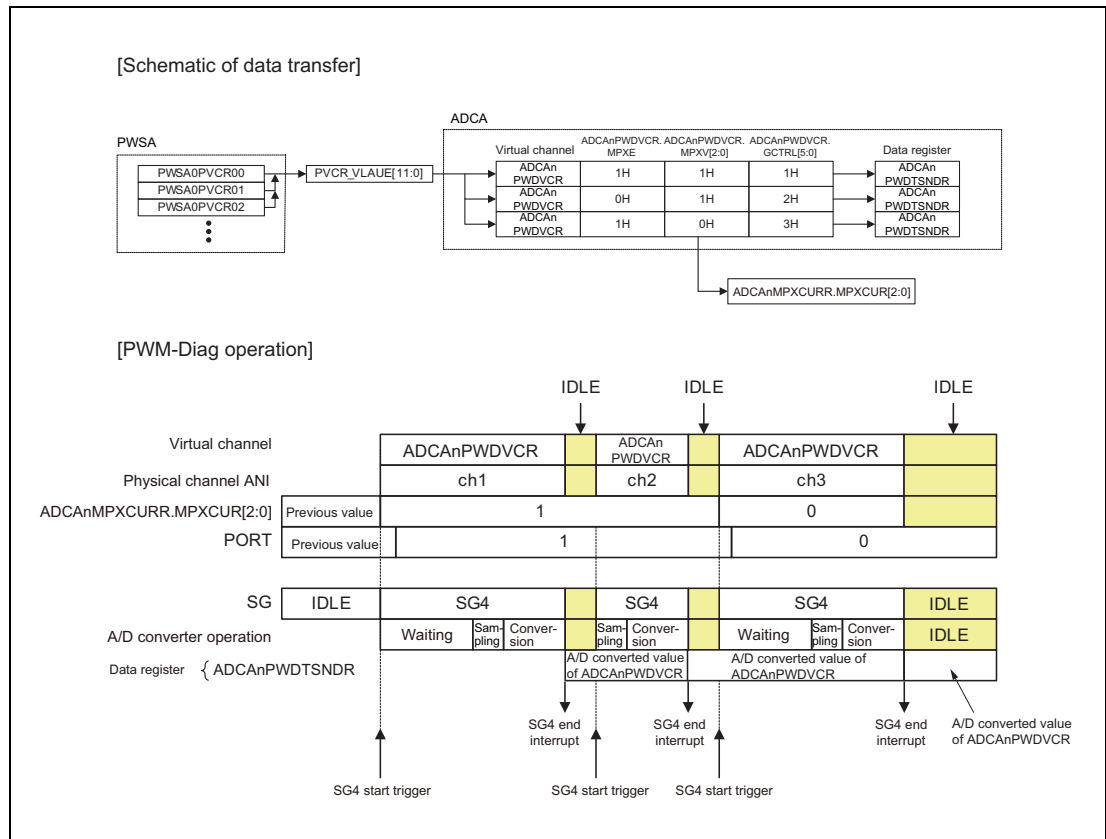 [Schematic of data transfer]
ADCA
PWSA
Virtual channel
ADCAnPWDVCR.
MPXE
ADCAnPWDVCR.
MPXV[2:0]
ADCAnPWDVCR.
GCTRL[5:0]
Data register
PWSA0PVCR00
PWSA0PVCR01
PWSA0PVCR02
PVCR_VLAUE[11:0]
ADCAn
PWDVCR
1H
1H
1H
ADCAn
PWDTSNDR
ADCAn
PWDVCR
0H
1H
2H
ADCAn
PWDTSNDR
ADCAn
PWDVCR
1H
0H
3H
ADCAn
PWDTSNDR
ADCAnMPXCURR.MPXCUR[2:0]
[PWM-Diag operation]
IDLE
IDLE
IDLE
Virtual channel
ADCAnPWDVCR
ADCAn
PWDVCR
ADCAnPWDVCR
Physical channel ANI
ch1
ch2
ch3
ADCAnMPXCURR.MPXCUR[2:0]
Previous value
1
0
PORT
Previous value
1
0
SG
IDLE
SG4
SG4
SG4
IDLE
A/D converter operation
Waiting
Sam-
pling
Conver-
sion
Sam-
pling
Conver-
sion
Waiting
Sam-
pling
Conver-
sion
IDLE
Data register { ADCAnPWDTSNDR
A/D converted value
of ADCAnPWDVCR
A/D converted value of
ADCAnPWDVCR
SG4 end
interrupt
SG4 end
interrupt
SG4 end
interrupt
A/D converted value
of ADCAnPWDVCR
SG4 start trigger
SG4 start trigger
SG4 start trigger